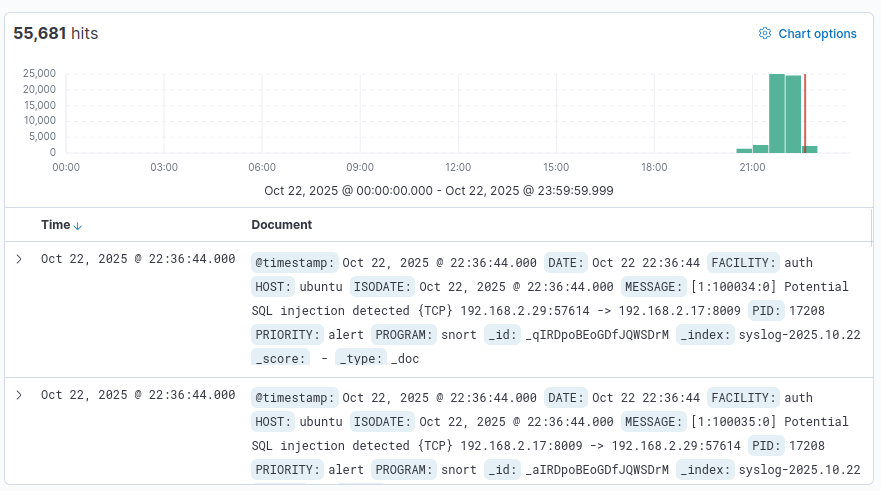 55,681 hits
Chart options
25,000
20,000
15,000
10,000
5,000
0
00:00 03:00 06:00 09:00 12:00 15:00 18:00 21:00
Oct 22, 2025 @ 00:00:00.000 - Oct 22, 2025 @ 23:59:59.999
Time Document
Oct 22, 2025 @ 22:36:44.000
@timestamp: Oct 22, 2025 @ 22:36:44.000 DATE: Oct 22 22:36:44 FACILITY: auth
HOST: ubuntu ISODATE: Oct 22, 2025 @ 22:36:44.000 MESSAGE: [1:100034:0] Potential
SQL injection detected {TCP} 192.168.2.29:57614 -> 192.168.2.17:8009 PID: 17208
PRIORITY: alert PROGRAM: snort _id: _qIRDpoBEoGDfJQWSDrM _index: syslog-2025.10.22
_score: - _type: _doc
Oct 22, 2025 @ 22:36:44.000
@timestamp: Oct 22, 2025 @ 22:36:44.000 DATE: Oct 22 22:36:44 FACILITY: auth
HOST: ubuntu ISODATE: Oct 22, 2025 @ 22:36:44.000 MESSAGE: [1:100035:0] Potential
SQL injection detected {TCP} 192.168.2.17:8009 -> 192.168.2.29:57614 PID: 17208
PRIORITY: alert PROGRAM: snort _id: _aIRDpoBEoGDfJQWSDrM _index: syslog-2025.10.22